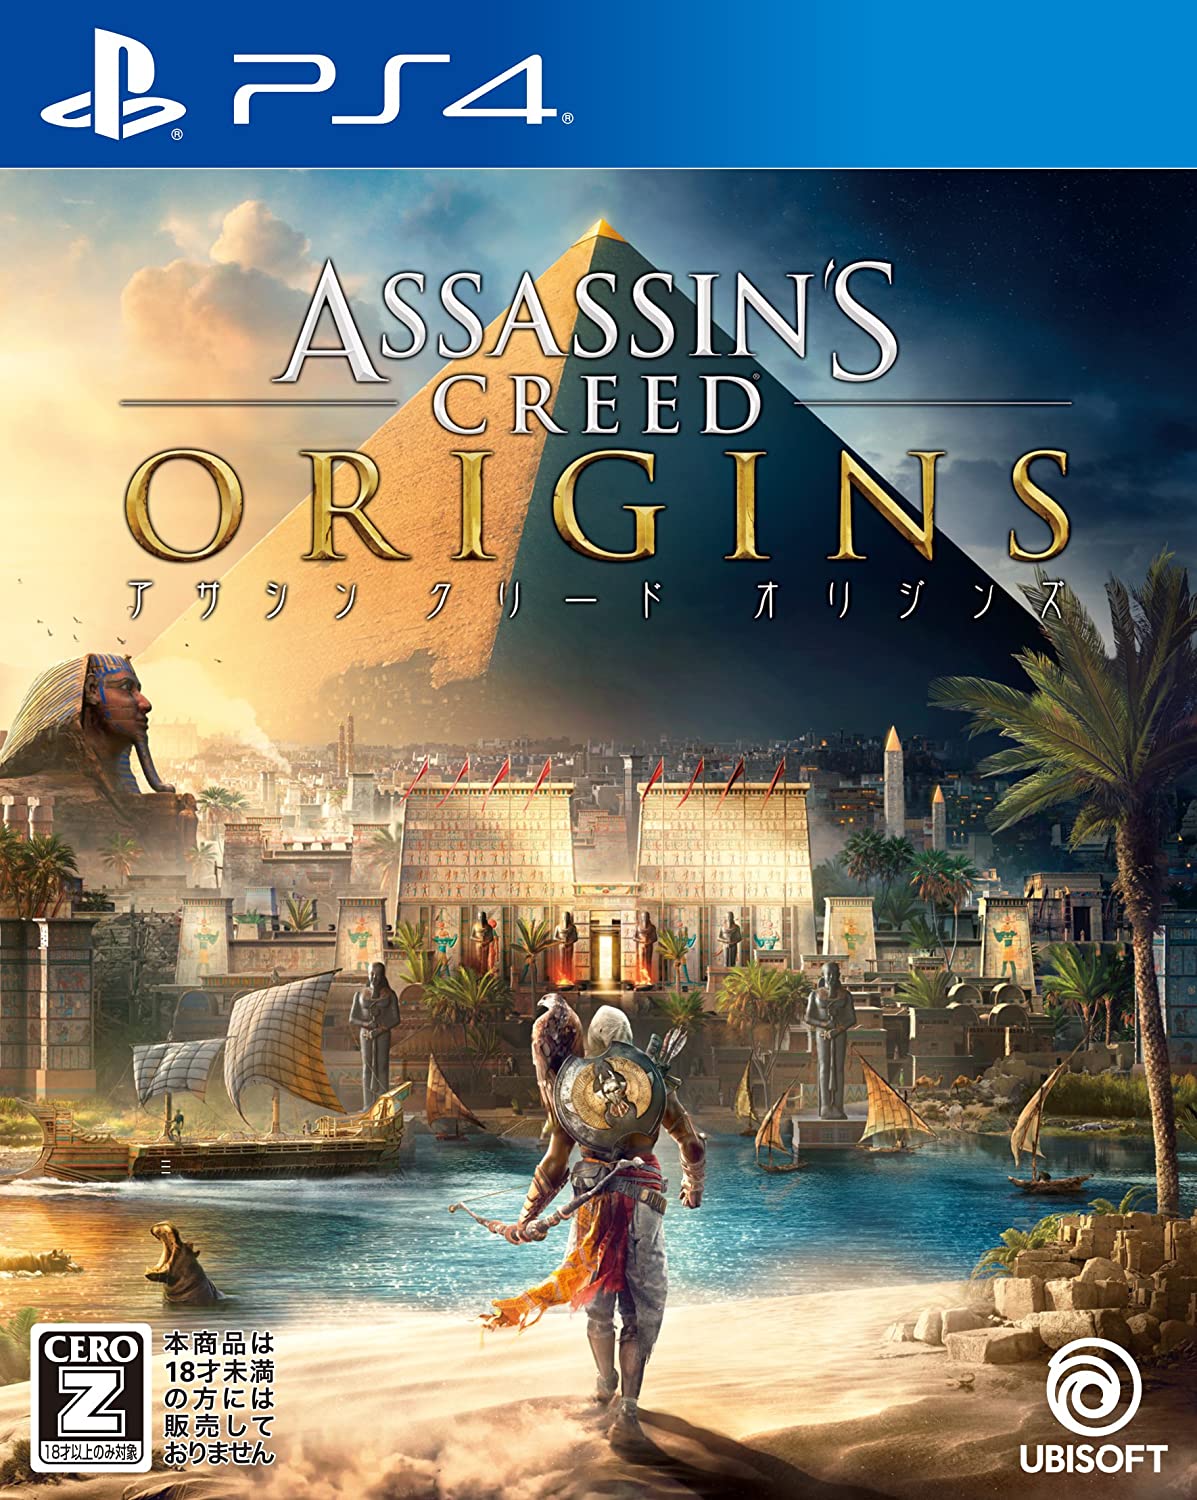 PS4
ASSASSIN'S
CREED®
ORIGINS
アサシン クリード オリジンズ
CERO
Z
18才以上のみ対象
本商品は
18才未満
の方には
販売して
おりません
UBISOFT